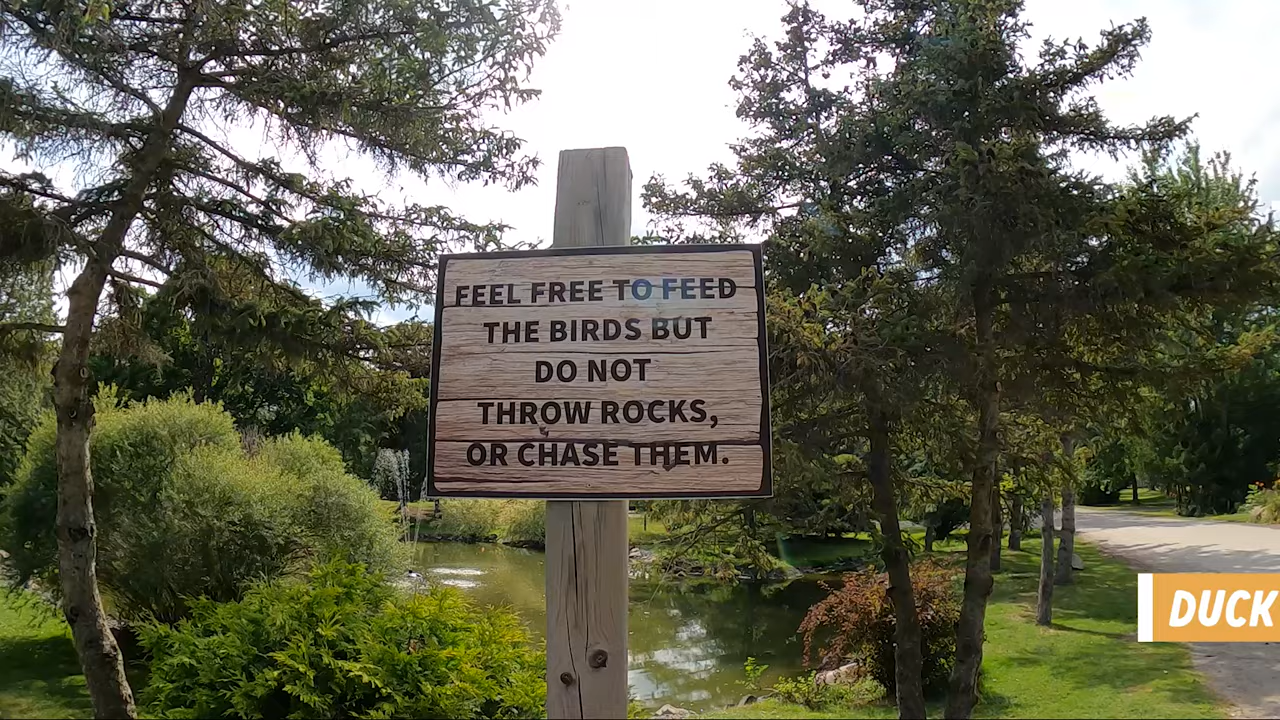 FEEL FREE TO FEED
THE BIRDS BUT
DO NOT
THROW ROCKS,
OR CHASE THEM.
DUCK